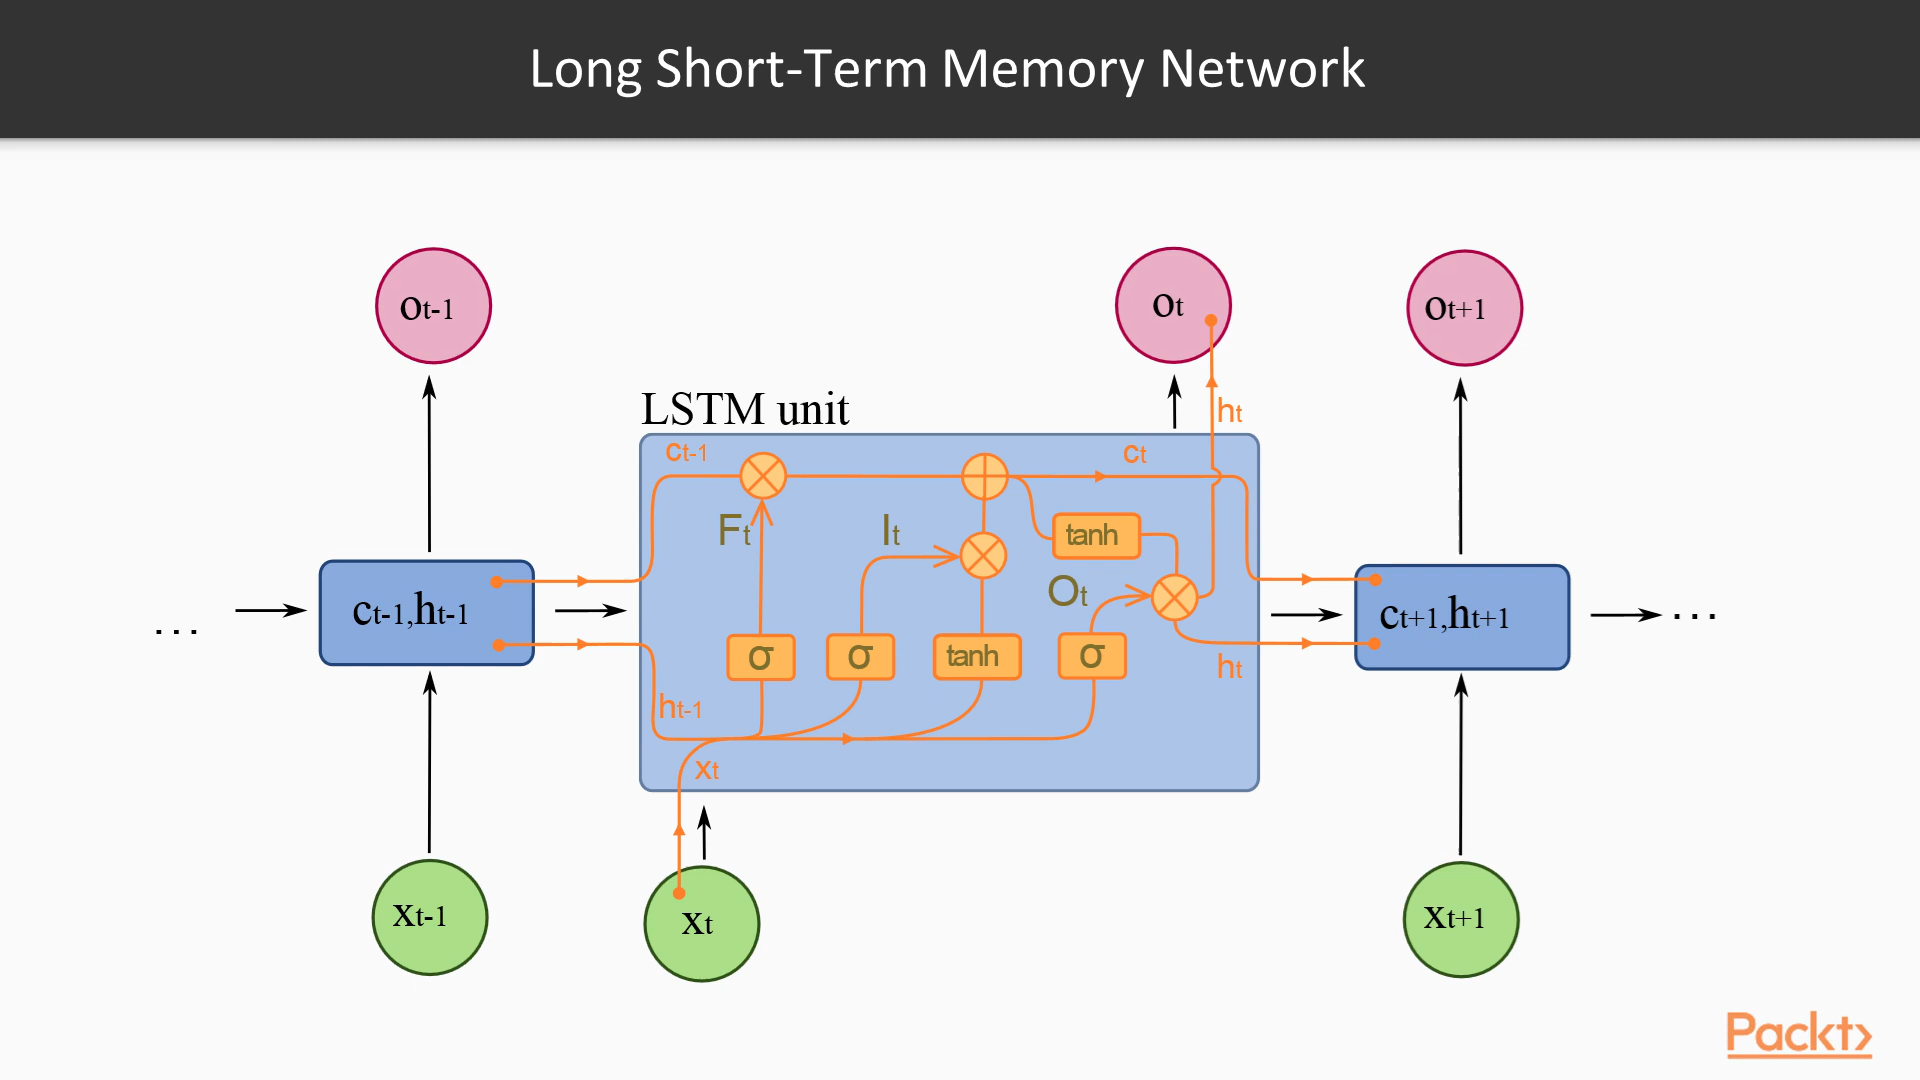 Long Short-Term Memory Network
ot-1
ot
ot+1
LSTM unit
ht
ct-1
ct
Ft
It
tanh
Ot
...
ct-1,ht-1
ct+1,ht+1
...
σ
σ
tanh
σ
ht
ht-1
xt
xt-1
xt
xt+1
Packt>